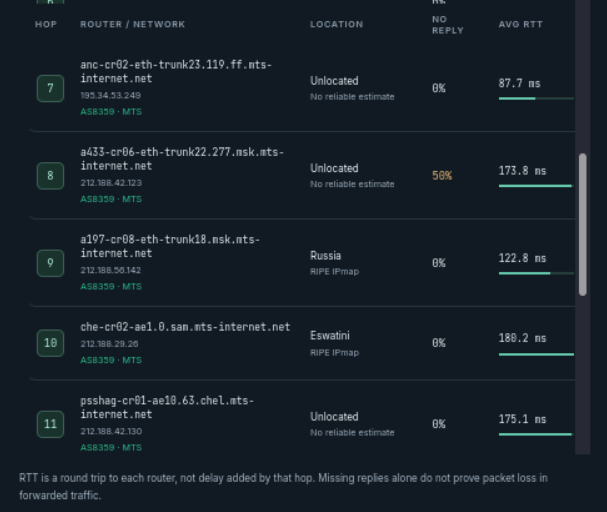 HOP ROUTER / NETWORK LOCATION NO REPLY AVG RTT
anc-cr02-eth-trunk23.119.ff.mts-
internet.net
195.34.53.249
AS8359 · MTS
7
Unlocated
No reliable estimate
0%
87.7 ms
a433-cr06-eth-trunk22.277.msk.mts-
internet.net
212.188.42.123
AS8359 · MTS
8
Unlocated
No reliable estimate
50%
173.8 ms
a197-cr08-eth-trunk18.msk.mts-
internet.net
212.188.56.142
AS8359 · MTS
9
Russia
RIPE IPmap
0%
122.8 ms
che-cr02-ae1.0.sam.mts-internet.net
212.188.29.26
AS8359 · MTS
10
Eswatini
RIPE IPmap
0%
180.2 ms
psshag-cr01-ae10.63.chel.mts-
internet.net
212.188.42.130
AS8359 · MTS
11
Unlocated
No reliable estimate
0%
175.1 ms
RTT is a round trip to each router, not delay added by that hop. Missing replies alone do not prove packet loss in
forwarded traffic.